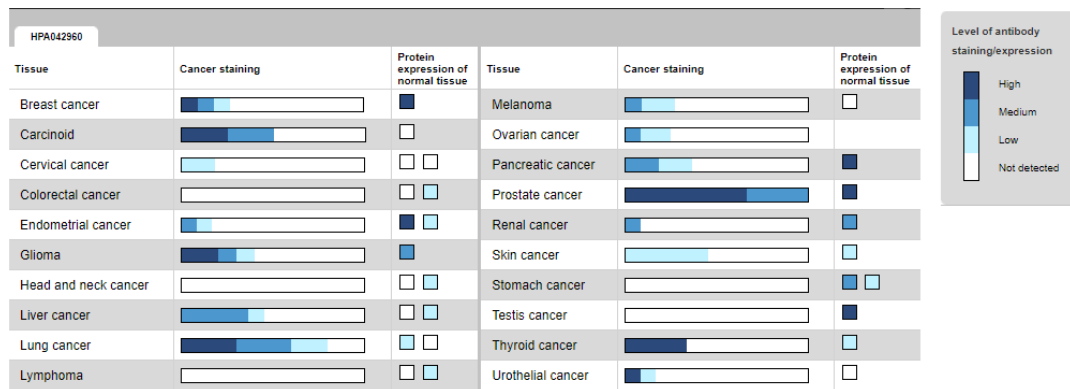 HPA042960
Tissue Cancer staining Protein expression of normal tissue Tissue Cancer staining Protein expression of normal tissue
Breast cancer Melanoma
Carcinoid Ovarian cancer
Cervical cancer Pancreatic cancer
Colorectal cancer Prostate cancer
Endometrial cancer Renal cancer
Glioma Skin cancer
Head and neck cancer Stomach cancer
Liver cancer Testis cancer
Lung cancer Thyroid cancer
Lymphoma Urothelial cancer
Level of antibody
staining/expression
High
Medium
Low
Not detected